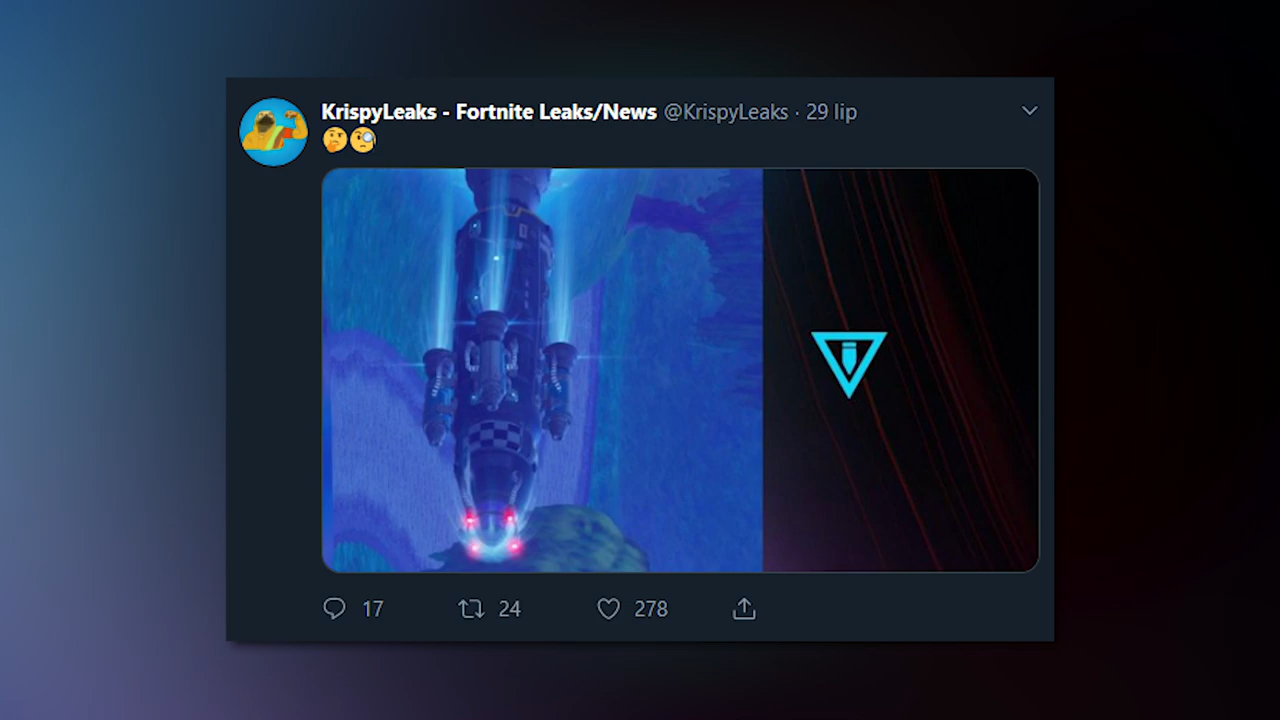 KrispyLeaks - Fortnite Leaks/News @KrispyLeaks · 29 lip
🤔🧐
17 24 278